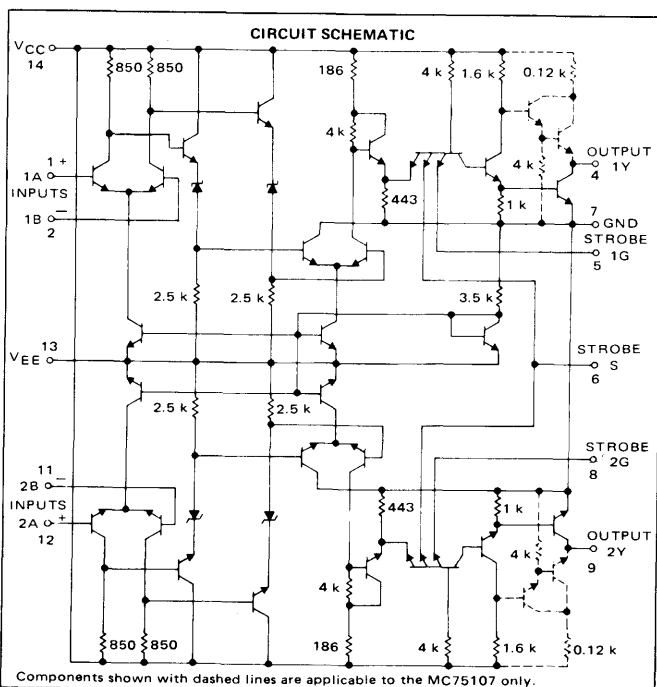 CIRCUIT SCHEMATIC
VCC
14
850 850
186
4 k 1.6 k 0.12 k
4 k
1 +
1A
INPUTS
1B −
2
443
4 k
1 k
OUTPUT
1Y
4
7
GND
STROBE
1G
5
2.5 k 2.5 k
3.5 k
13
VEE
STROBE
S
6
2.5 k 2.5 k
STROBE
2G
8
11
2B −
INPUTS
2A +
12
443
1 k
4 k
OUTPUT
2Y
9
4 k
850 850
186
4 k 1.6 k 0.12 k
Components shown with dashed lines are applicable to the MC75107 only.